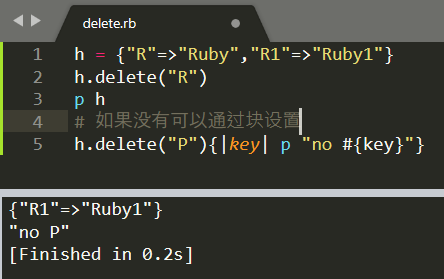 delete.rb
1 h = {"R"=>"Ruby","R1"=>"Ruby1"}
2 h.delete("R")
3 p h
4 # 如果没有可以通过块设置
5 h.delete("P"){|key| p "no #{key}"}
{"R1"=>"Ruby1"}
"no P"
[Finished in 0.2s]